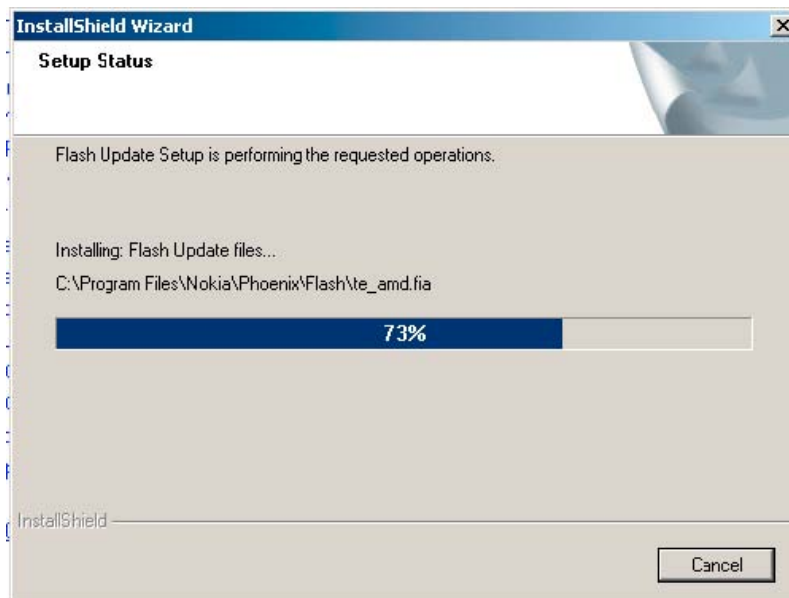 InstallShield Wizard
Setup Status
Flash Update Setup is performing the requested operations.
Installing: Flash Update files...
C:\Program Files\Nokia\Phoenix\Flash\te_amd.fia
73%
InstallShield
Cancel